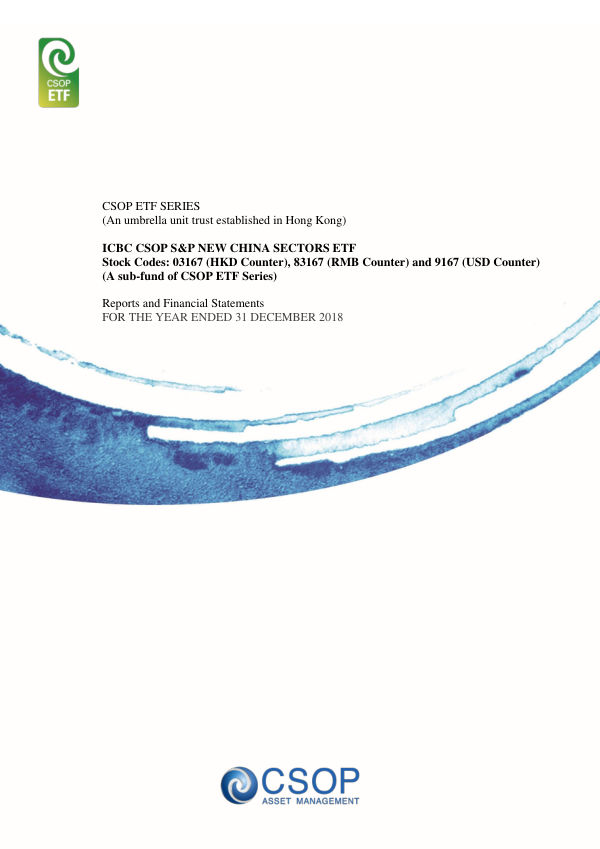 CSOP
ETF
CSOP ETF SERIES
(An umbrella unit trust established in Hong Kong)
ICBC CSOP S&P NEW CHINA SECTORS ETF
Stock Codes: 03167 (HKD Counter), 83167 (RMB Counter) and 9167 (USD Counter)
(A sub-fund of CSOP ETF Series)
Reports and Financial Statements
FOR THE YEAR ENDED 31 DECEMBER 2018
CSOP
ASSET MANAGEMENT